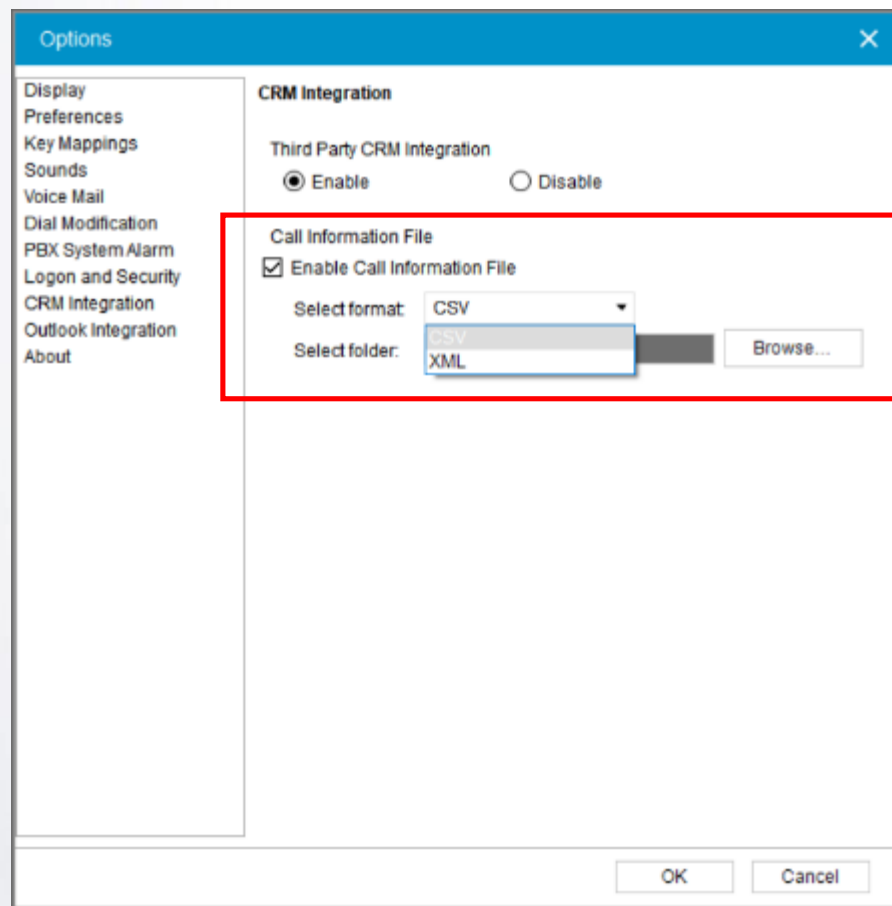 Options
Display
Preferences
Key Mappings
Sounds
Voice Mail
Dial Modification
PBX System Alarm
Logon and Security
CRM Integration
Outlook Integration
About
CRM Integration
Third Party CRM Integration
Enable Disable
Call Information File
Enable Call Information File
Select format: CSV
CSV
XML
Select folder: Browse...
OK Cancel